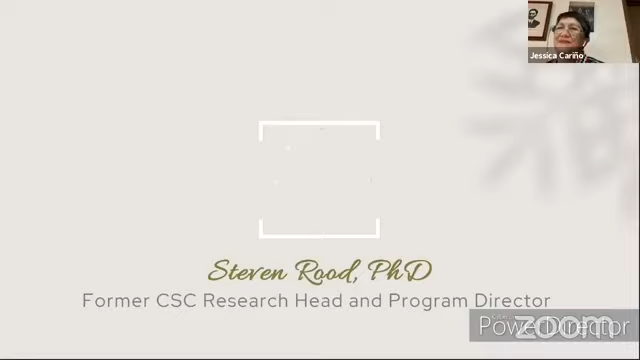 Jessica Cariño
Steven Rood, PhD
Former CSC Research Head and Program Director
PowerDirector
zoom